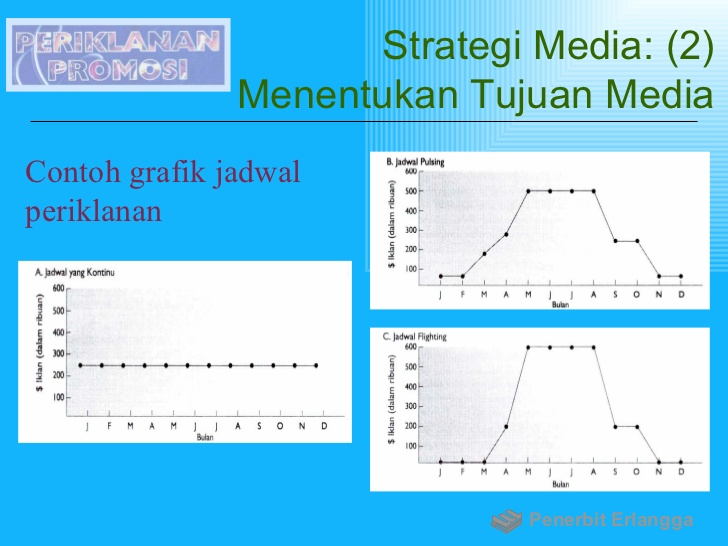 PERIKLANAN
PROMOSI
Strategi Media: (2)
Menentukan Tujuan Media
Contoh grafik jadwal
periklanan
A. Jadwal yang Kontinu
$ Iklan (dalam ribuan)
600
500
400
300
200
100
J F M A M J J A S O N D
Bulan
B. Jadwal Pulsing
$ Iklan (dalam ribuan)
600
500
400
300
200
100
J F M A M J J A S O N D
Bulan
C. Jadwal Flighting
$ Iklan (dalam ribuan)
600
500
400
300
200
100
J F M A M J J A S O N D
Bulan
Penerbit Erlangga